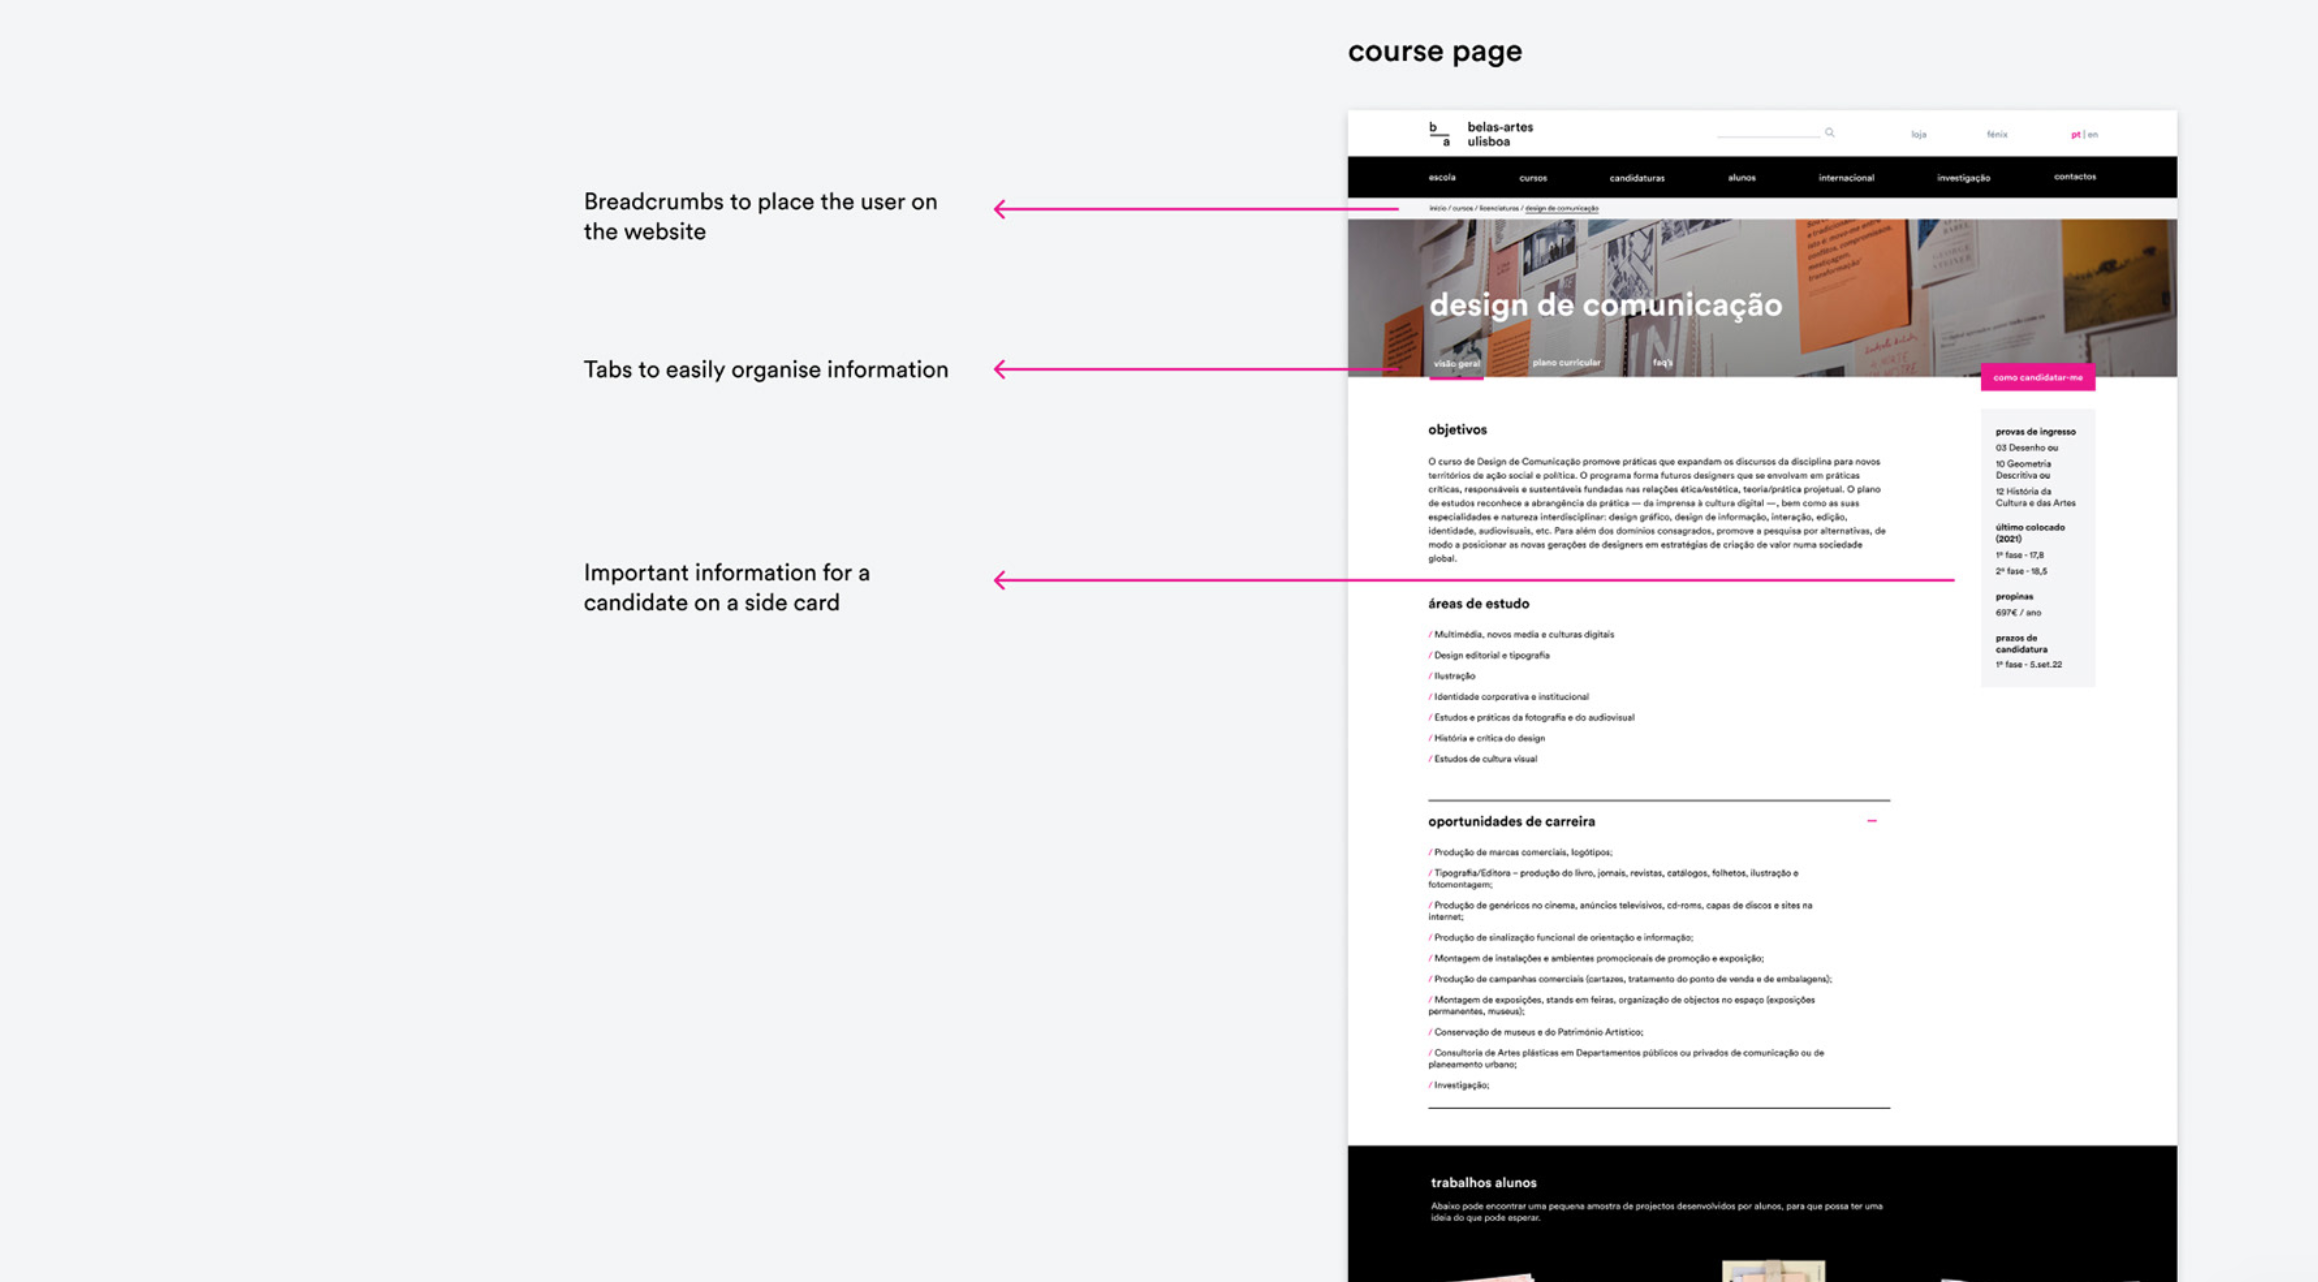 course page
b
a
belas-artes
ulisboa
loja
fénix
pt | en
escola
cursos
candidaturas
alunos
internacional
investigação
contactos
Breadcrumbs to place the user on
the website
início / cursos / licenciaturas / design de comunicação
design de comunicação
Tabs to easily organise information
visão geral
plano curricular
faq's
como candidatar-me
objetivos
O curso de Design de Comunicação promove práticas que expandam os discursos da disciplina para novos
territórios de ação social e política. O programa forma futuros designers que se envolvam em práticas
críticas, responsáveis e sustentáveis fundadas nas relações ética/estética, teoria/prática projetual. O plano
de estudos reconhece a abrangência da prática — da imprensa à cultura digital —, bem como as suas
especialidades e natureza interdisciplinar: design gráfico, design de informação, interação, edição,
identidade, audiovisuais, etc. Para além dos domínios consagrados, promove a pesquisa por alternativas, de
modo a posicionar as novas gerações de designers em estratégias de criação de valor numa sociedade
global.
provas de ingresso
03 Desenho ou
10 Geometria
Descritiva ou
12 História da
Cultura e das Artes
último colocado
(2021)
1ª fase - 17,8
2ª fase - 18,5
propinas
697€ / ano
prazos de
candidatura
1ª fase - 5.set.22
Important information for a
candidate on a side card
áreas de estudo
/ Multimédia, novos media e culturas digitais
/ Design editorial e tipografia
/ Ilustração
/ Identidade corporativa e institucional
/ Estudos e práticas da fotografia e do audiovisual
/ História e crítica do design
/ Estudos de cultura visual
oportunidades de carreira
/ Produção de marcas comerciais, logótipos;
/ Tipografia/Editora – produção do livro, jornais, revistas, catálogos, folhetos, ilustração e
fotomontagem;
/ Produção de genéricos no cinema, anúncios televisivos, cd-roms, capas de discos e sites na
internet;
/ Produção de sinalização funcional de orientação e informação;
/ Montagem de instalações e ambientes promocionais de promoção e exposição;
/ Produção de campanhas comerciais (cartazes, tratamento do ponto de venda e de embalagens);
/ Montagem de exposições, stands em feiras, organização de objectos no espaço (exposições
permanentes, museus);
/ Conservação de museus e do Património Artístico;
/ Consultoria de Artes plásticas em Departamentos públicos ou privados de comunicação ou de
planeamento urbano;
/ Investigação;
trabalhos alunos
Abaixo pode encontrar uma pequena amostra de projectos desenvolvidos por alunos, para que possa ter uma
ideia do que pode esperar.